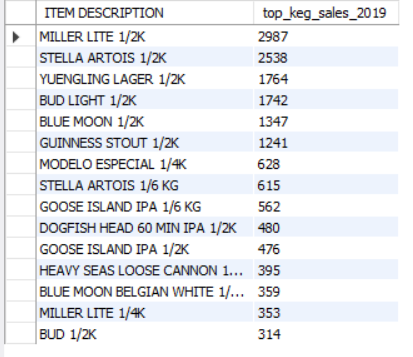 ITEM DESCRIPTION top_keg_sales_2019
MILLER LITE 1/2K 2987
STELLA ARTOIS 1/2K 2538
YUENGLING LAGER 1/2K 1764
BUD LIGHT 1/2K 1742
BLUE MOON 1/2K 1347
GUINNESS STOUT 1/2K 1241
MODELO ESPECIAL 1/4K 628
STELLA ARTOIS 1/6 KG 615
GOOSE ISLAND IPA 1/6 KG 562
DOGFISH HEAD 60 MIN IPA 1/2K 480
GOOSE ISLAND IPA 1/2K 476
HEAVY SEAS LOOSE CANNON 1... 395
BLUE MOON BELGIAN WHITE 1/... 359
MILLER LITE 1/4K 353
BUD 1/2K 314